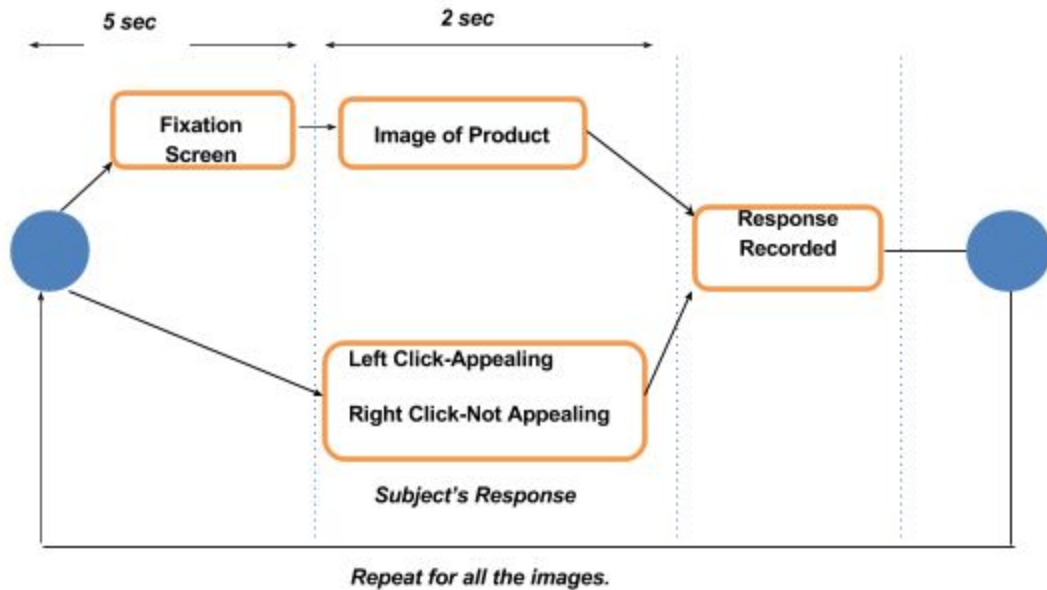 5 sec
2 sec
Fixation
Screen
Image of Product
Response
Recorded
Left Click-Appealing
Right Click-Not Appealing
Subject's Response
Repeat for all the images.